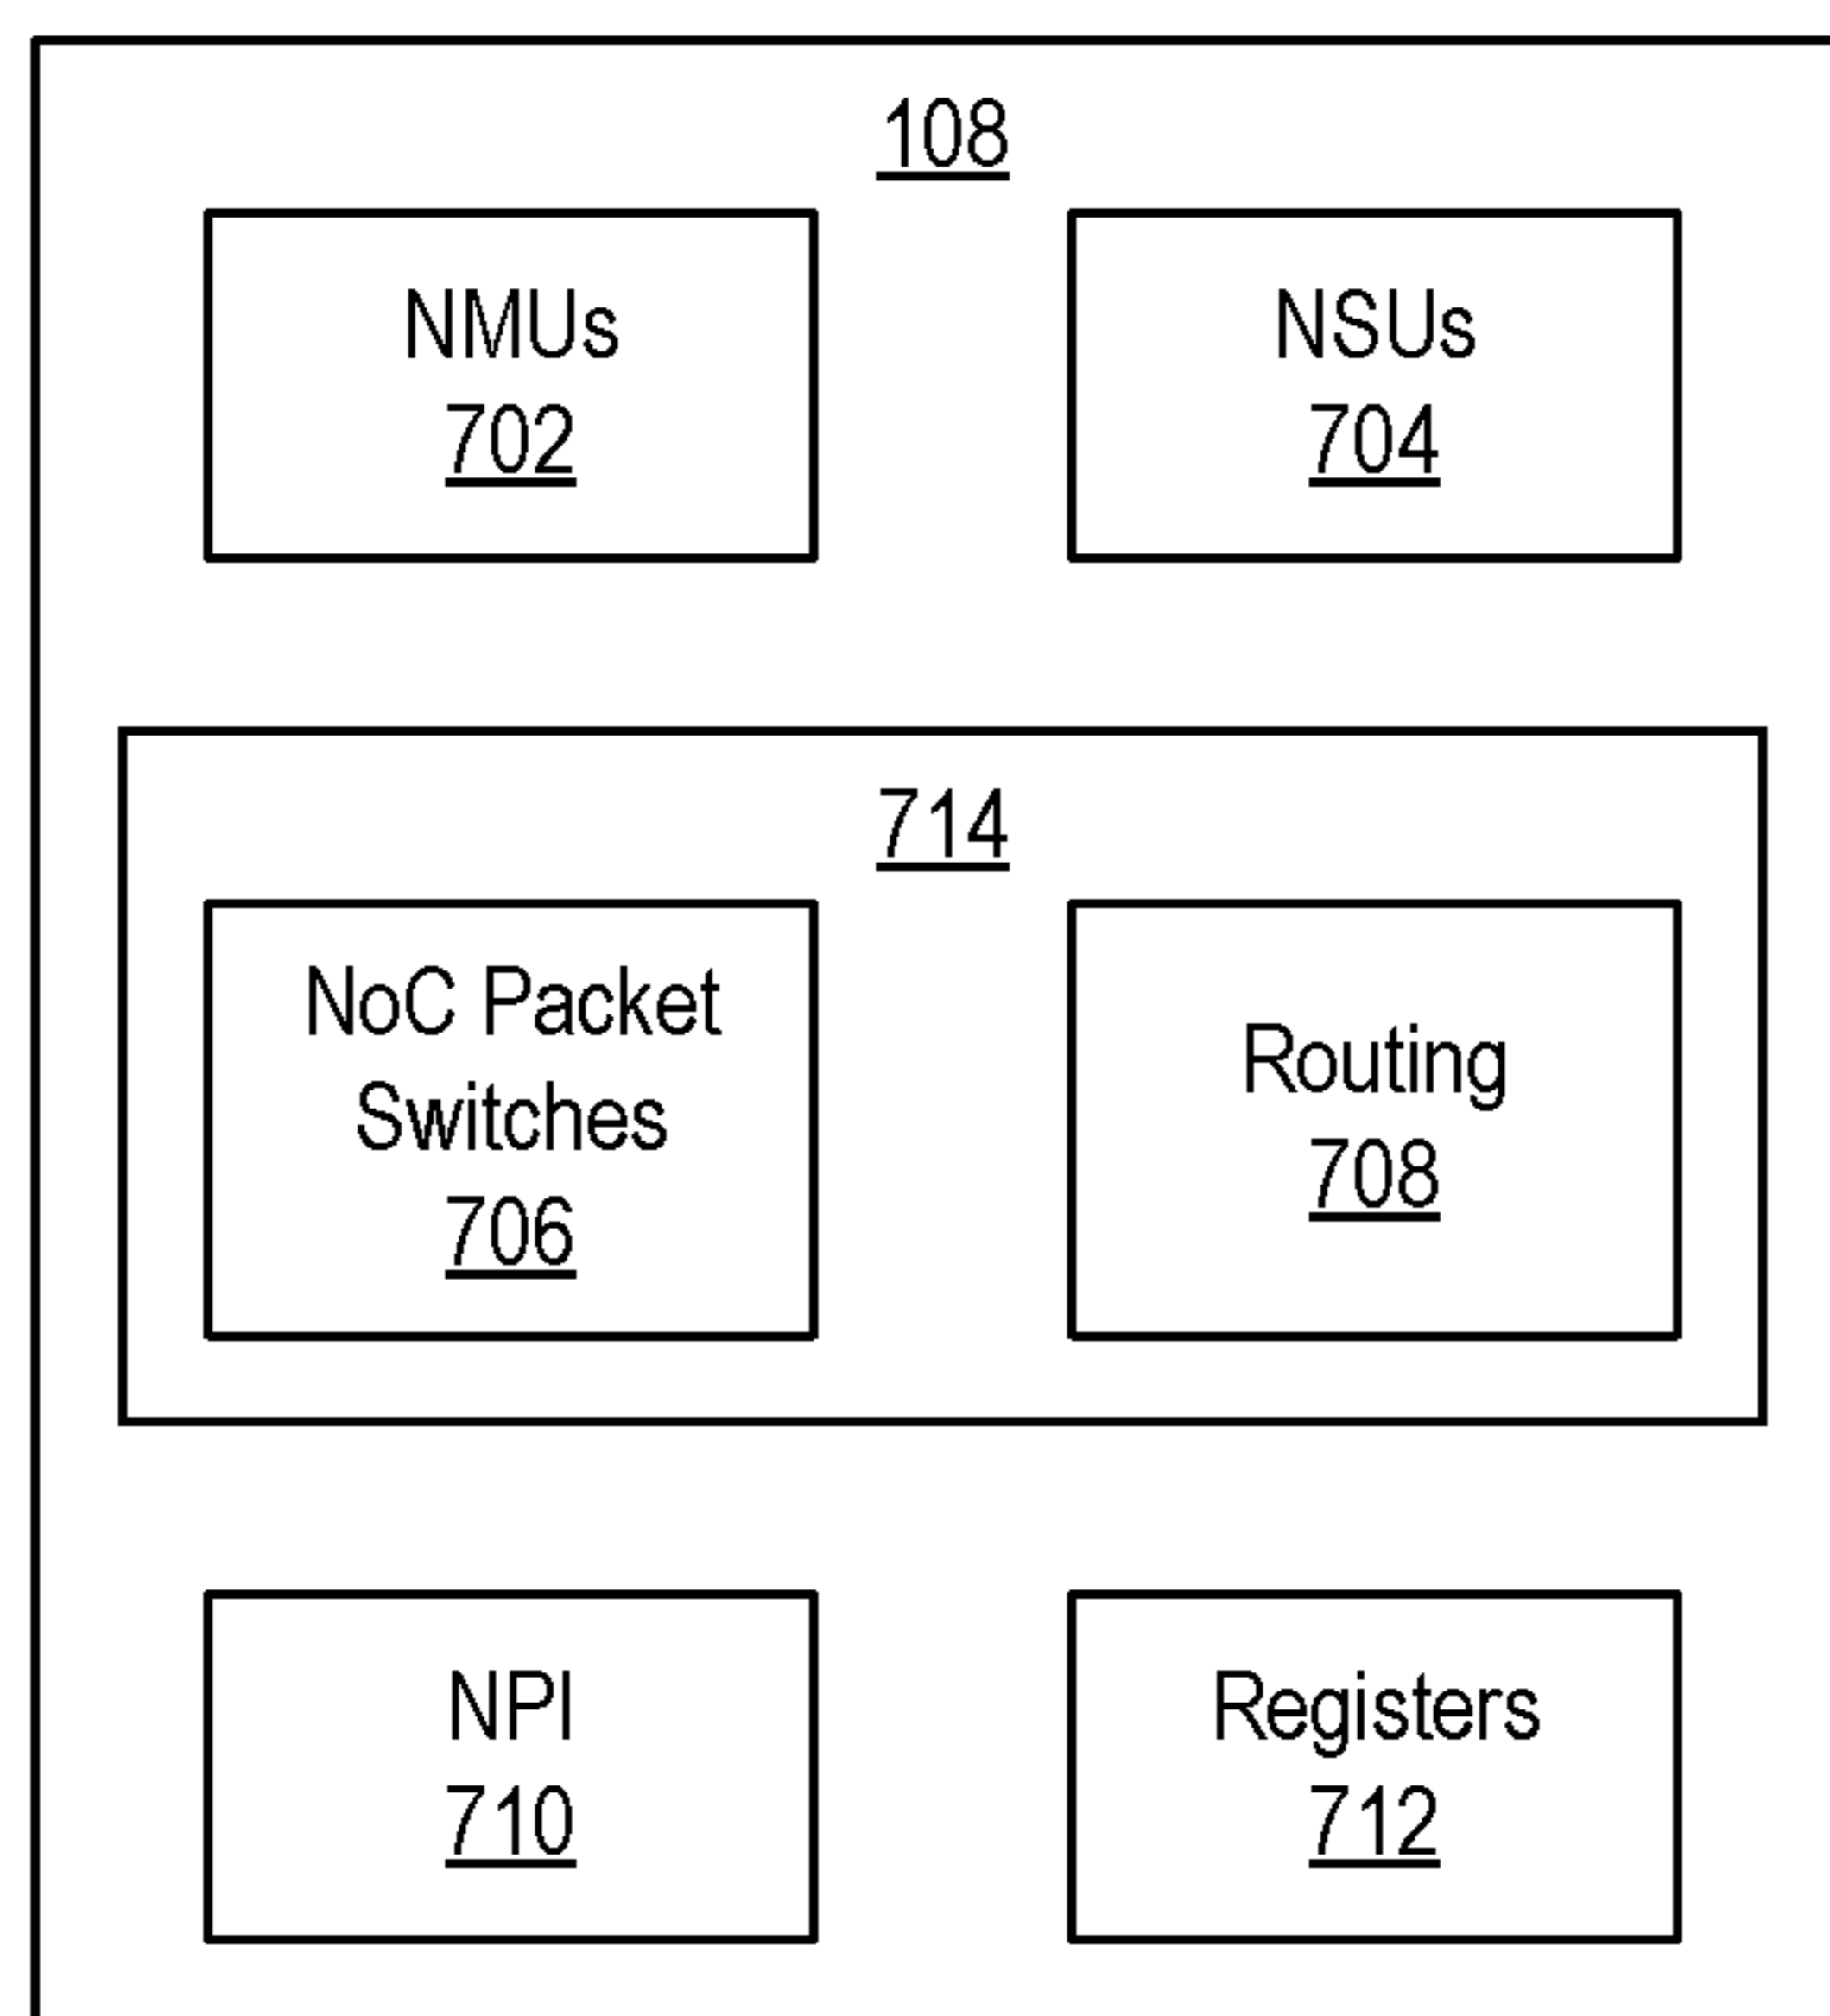 108
NMUs
702
NSUs
704
714
NoC Packet
Switches
706
Routing
708
NPI
710
Registers
712